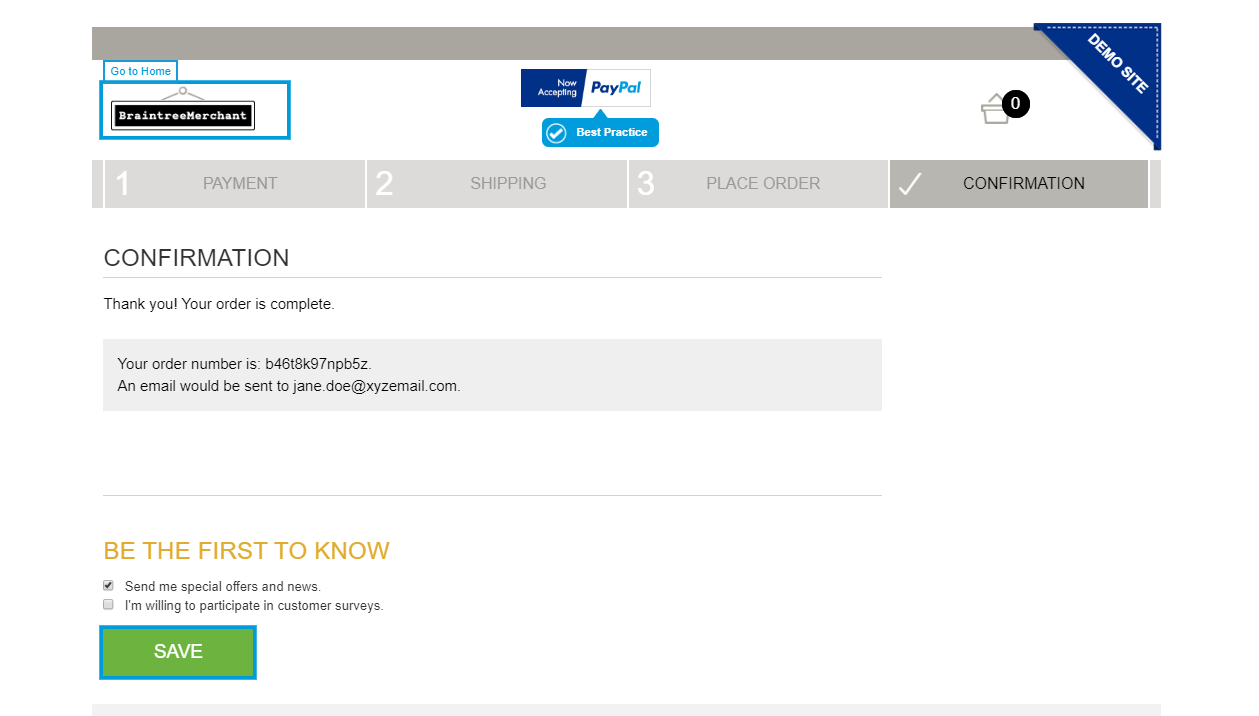 DEMO SITE
Go to Home
BraintreeMerchant
Now
Accepting
PayPal
Best Practice
0
1 PAYMENT
2 SHIPPING
3 PLACE ORDER
CONFIRMATION
CONFIRMATION
Thank you! Your order is complete.
Your order number is: b46t8k97npb5z.
An email would be sent to jane.doe@xyzemail.com.
BE THE FIRST TO KNOW
Send me special offers and news.
I'm willing to participate in customer surveys.
SAVE